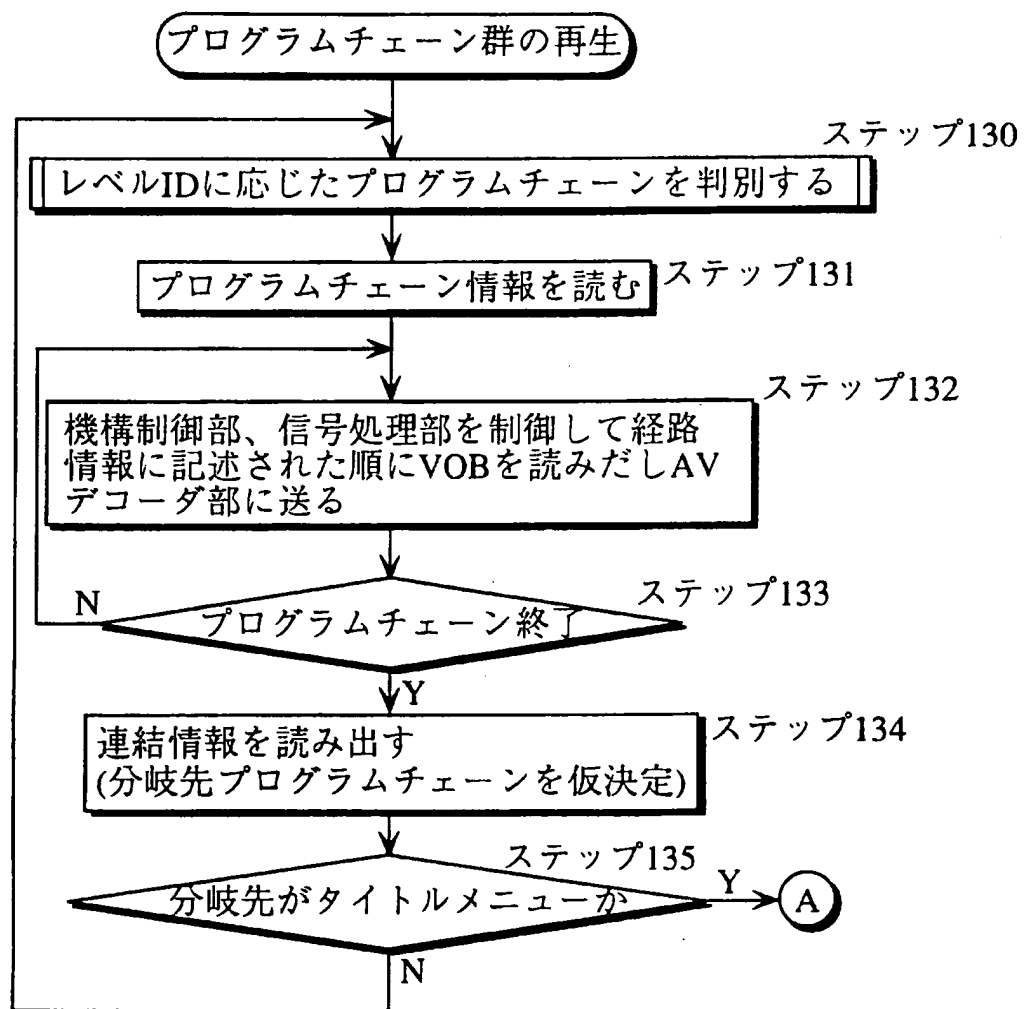 プログラムチェーン群の再生
ステップ130
レベルIDに応じたプログラムチェーンを判別する
ステップ131
プログラムチェーン情報を読む
ステップ132
機構制御部、信号処理部を制御して経路
情報に記述された順にVOBを読みだしAV
デコーダ部に送る
ステップ133
N
プログラムチェーン終了
Y
ステップ134
連結情報を読み出す
(分岐先プログラムチェーンを仮決定)
ステップ135
分岐先がタイトルメニューか
Y
A
N